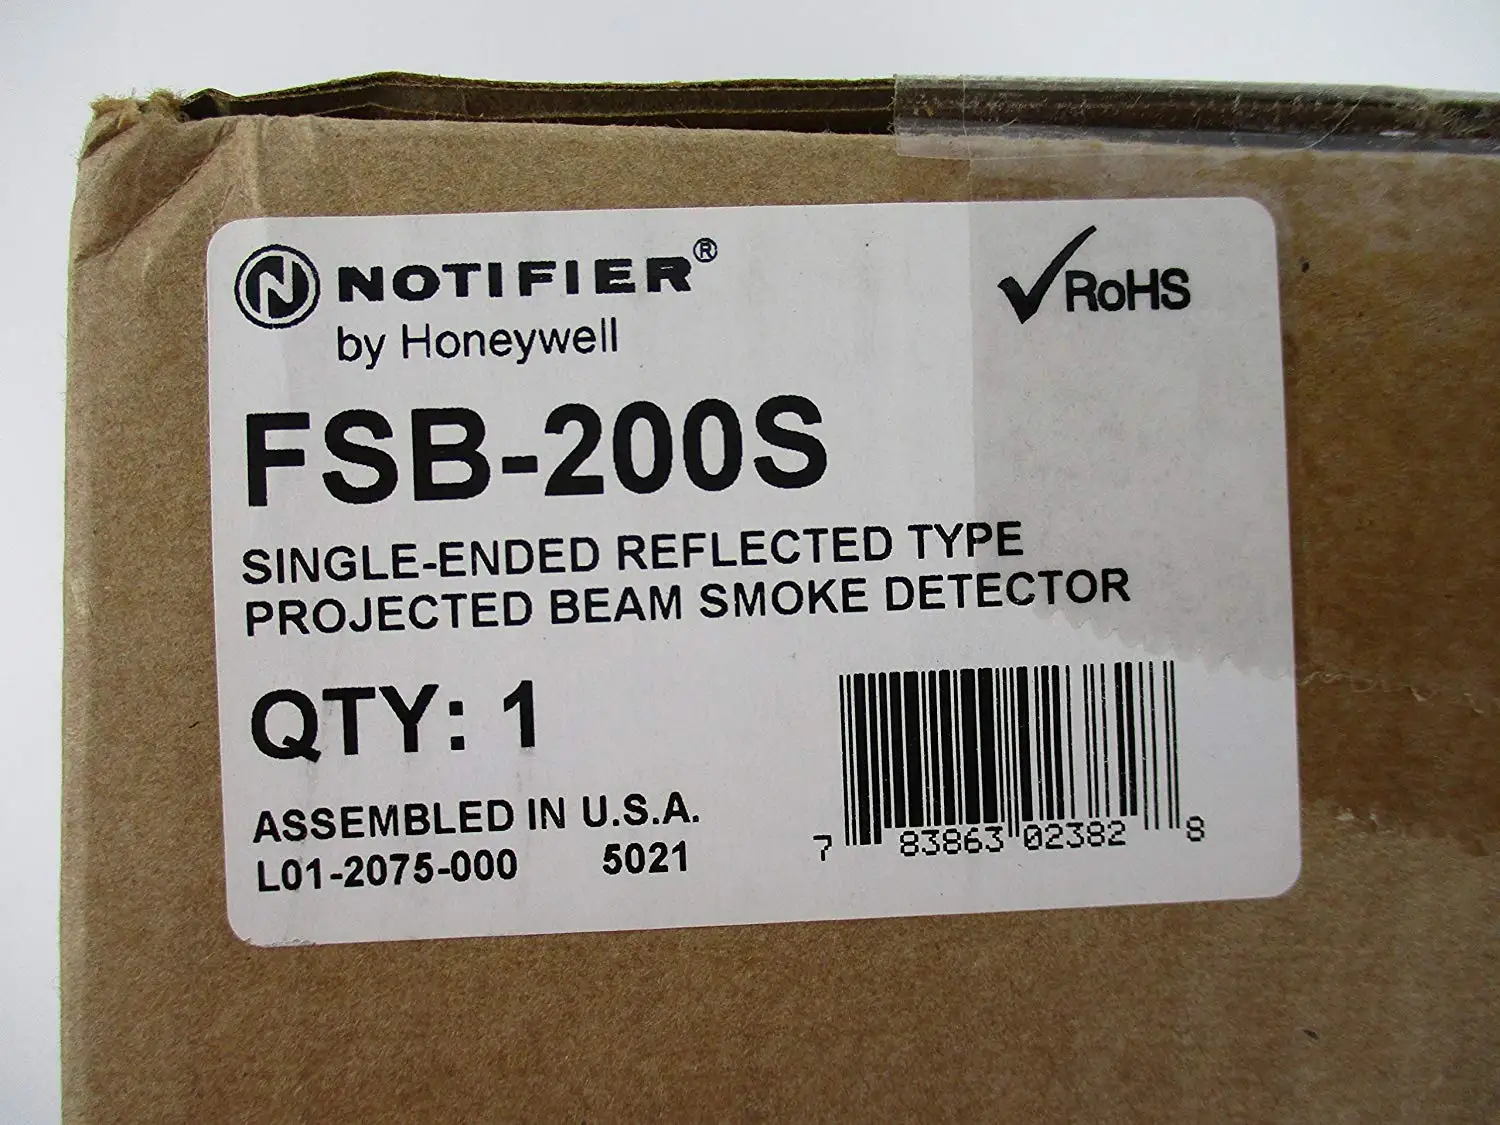 NOTIFIER®
by Honeywell
RoHS
FSB-200S
SINGLE-ENDED REFLECTED TYPE
PROJECTED BEAM SMOKE DETECTOR
QTY: 1
ASSEMBLED IN U.S.A.
L01-2075-000 5021
7 83863 02382 8